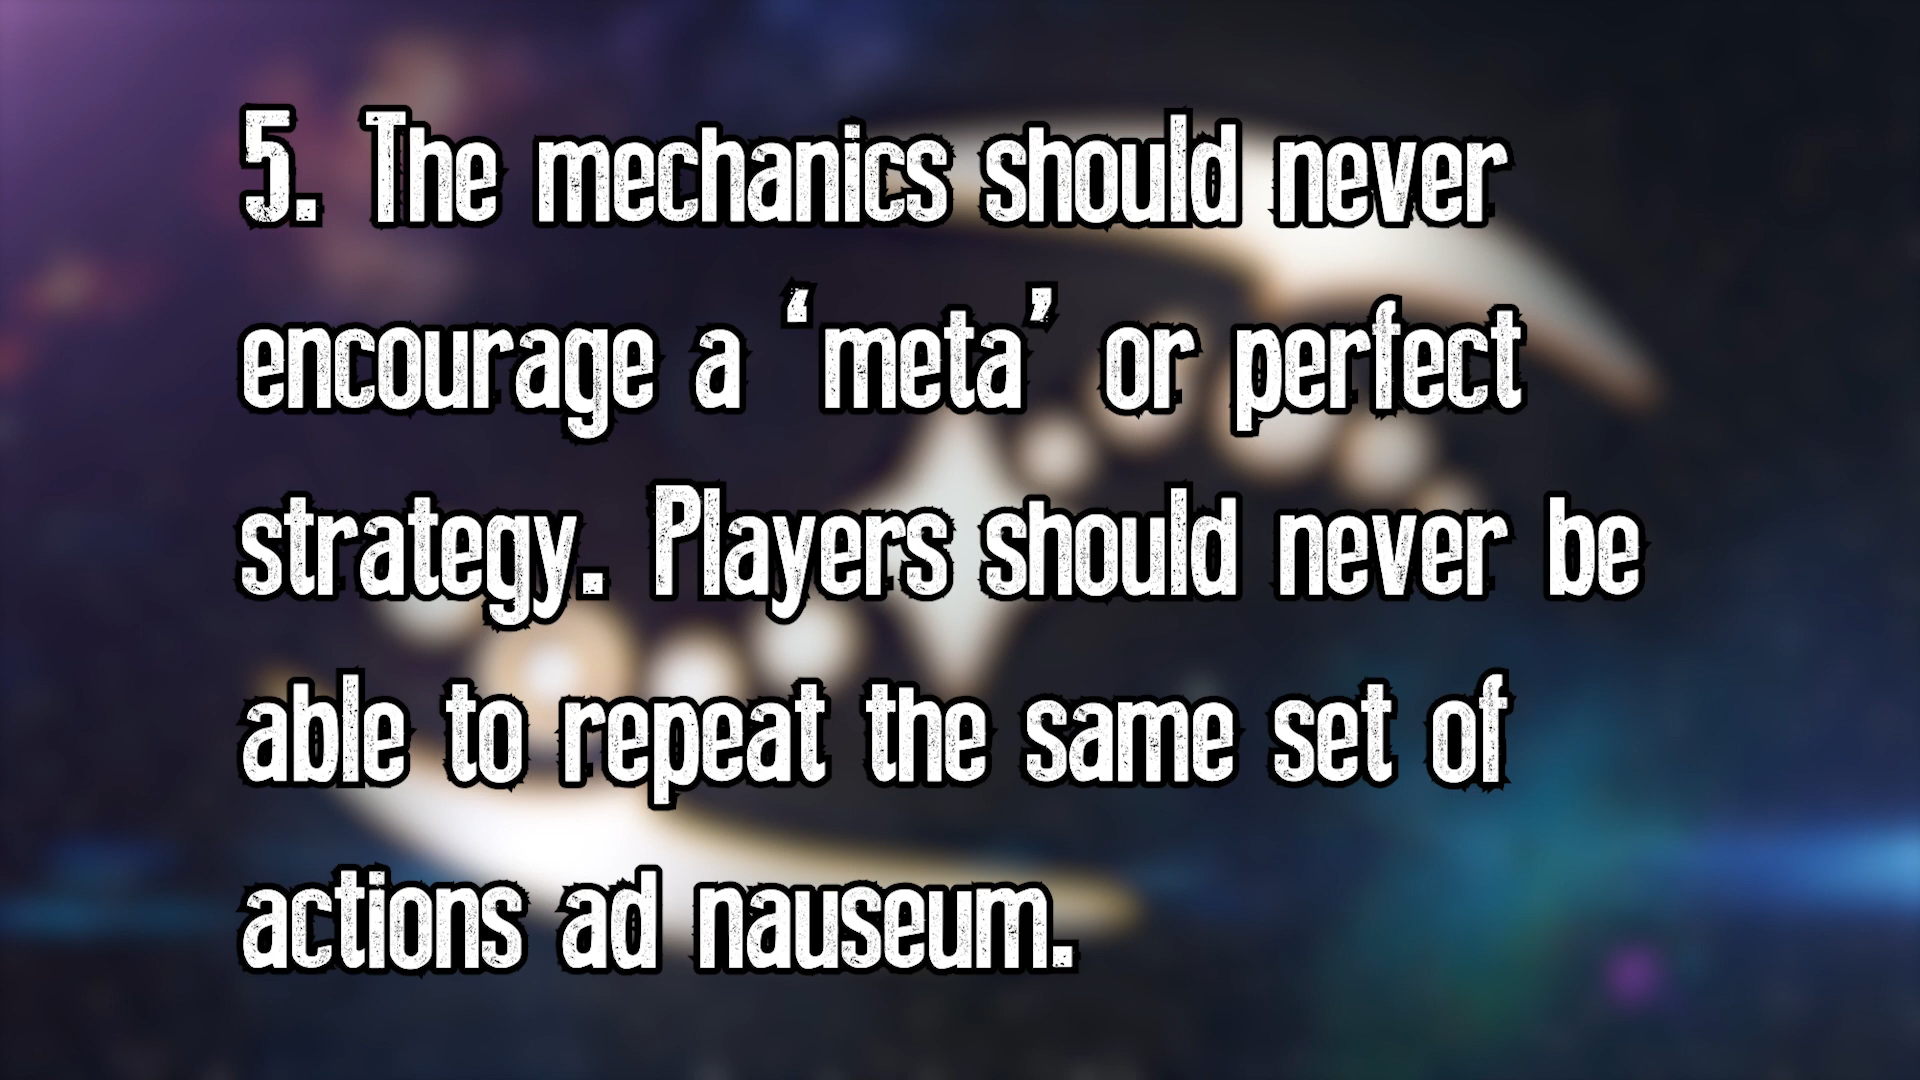 5. The mechanics should never
encourage a ‘meta’ or perfect
strategy. Players should never be
able to repeat the same set of
actions ad nauseum.